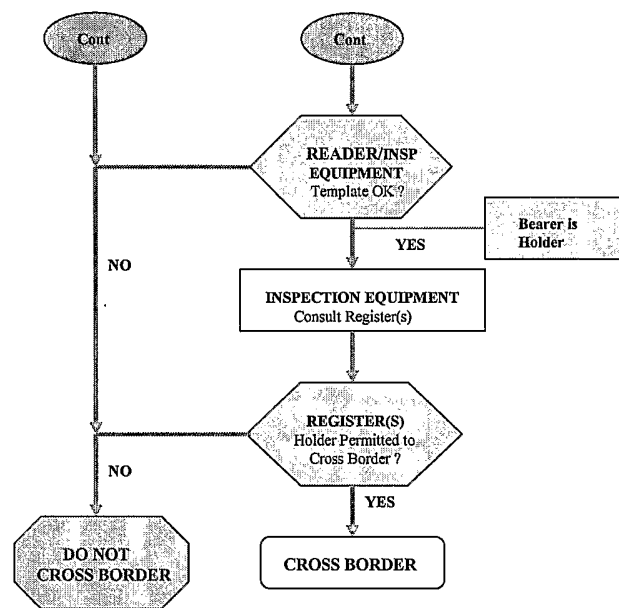 Cont
Cont
READER/INSP
EQUIPMENT
Template OK ?
YES
Bearer is
Holder
NO
INSPECTION EQUIPMENT
Consult Register(s)
REGISTER(S)
Holder Permitted to
Cross Border ?
NO
YES
DO NOT
CROSS BORDER
CROSS BORDER